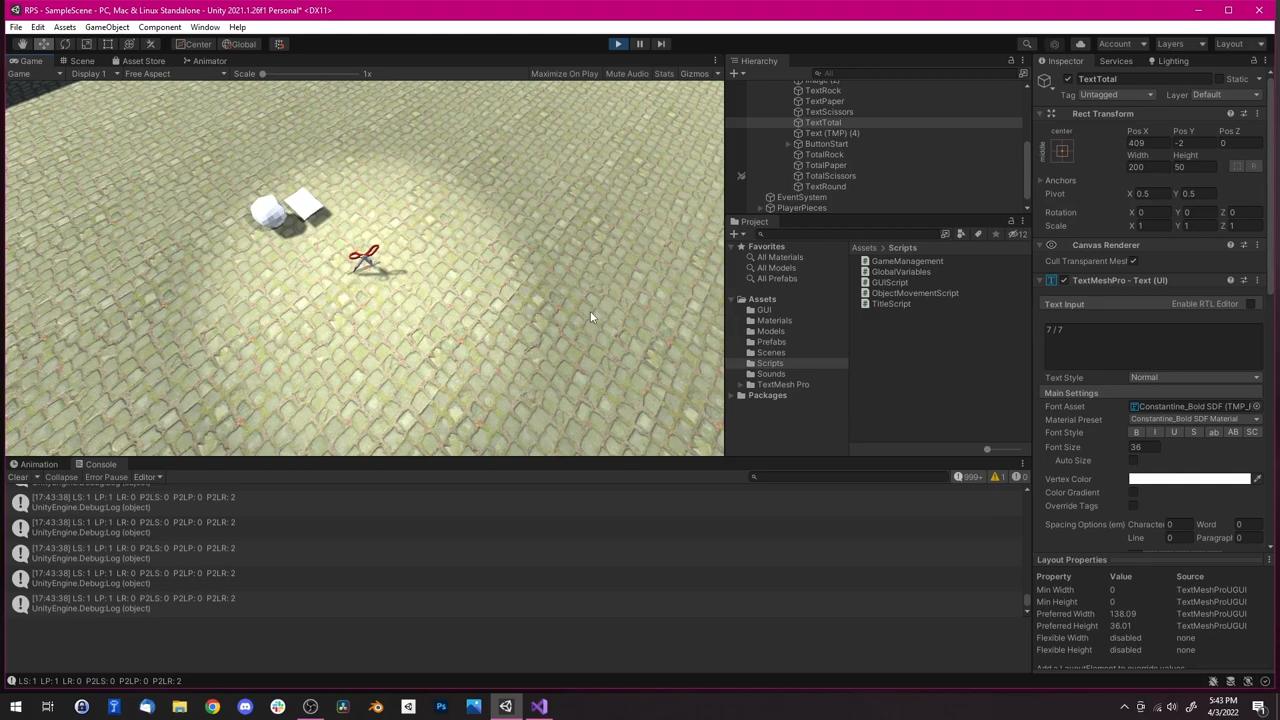 RPS - SampleScene - PC, Mac & Linux Standalone - Unity 2021.1.26f1 Personal* <DX11>
File Edit Assets GameObject Component Window Help
Center Global Account Layers Layout
Game Scene Asset Store Animator
Game Display 1 Free Aspect Scale 1x Maximize On Play Mute Audio Stats Gizmos
Hierarchy
All
TextRock
TextPaper
TextScissors
TextTotal
Text (TMP) (4)
ButtonStart
TotalRock
TotalPaper
TotalScissors
TextRound
EventSystem
PlayerPieces
Project
12
Favorites
All Materials
All Models
All Prefabs
Assets
GUI
Materials
Models
Prefabs
Scenes
Scripts
Sounds
TextMesh Pro
Packages
Assets Scripts
GameManagement
GlobalVariables
GUIScript
ObjectMovementScript
TitleScript
Inspector Services Lighting
TextTotal Static
Tag Untagged Layer Default
Rect Transform
center Pos X Pos Y Pos Z
middle 409 -2 0
Width Height
200 50 R
Anchors
Pivot X 0.5 Y 0.5
Rotation X 0 Y 0 Z 0
Scale X 1 Y 1 Z 1
Canvas Renderer
Cull Transparent Mesl
TextMeshPro - Text (UI)
Text Input Enable RTL Editor
7 / 7
Text Style Normal
Main Settings
Font Asset Constantine_Bold SDF (TMP_F
Material Preset Constantine_Bold SDF Material
Font Style B I U S ab AB SC
Font Size 36
Auto Size
Vertex Color
Color Gradient
Override Tags
Spacing Options (em) Character 0 Word 0
Line 0 Paragraph 0
Layout Properties
Property Value Source
Min Width 0 TextMeshProUGUI
Min Height 0 TextMeshProUGUI
Preferred Width 138.09 TextMeshProUGUI
Preferred Height 36.01 TextMeshProUGUI
Flexible Width disabled none
Flexible Height disabled none
Add a LayoutElement to override values
Animation Console
Clear Collapse Error Pause Editor 999+ 1 0
UnityEngine.Debug:Log (object)
[17:43:38] LS: 1 LP: 1 LR: 0 P2LS: 0 P2LP: 0 P2LR: 2
UnityEngine.Debug:Log (object)
[17:43:38] LS: 1 LP: 1 LR: 0 P2LS: 0 P2LP: 0 P2LR: 2
UnityEngine.Debug:Log (object)
[17:43:38] LS: 1 LP: 1 LR: 0 P2LS: 0 P2LP: 0 P2LR: 2
UnityEngine.Debug:Log (object)
[17:43:38] LS: 1 LP: 1 LR: 0 P2LS: 0 P2LP: 0 P2LR: 2
UnityEngine.Debug:Log (object)
[17:43:38] LS: 1 LP: 1 LR: 0 P2LS: 0 P2LP: 0 P2LR: 2
UnityEngine.Debug:Log (object)
LS: 1 LP: 1 LR: 0 P2LS: 0 P2LP: 0 P2LR: 2
5:43 PM
4/3/2022